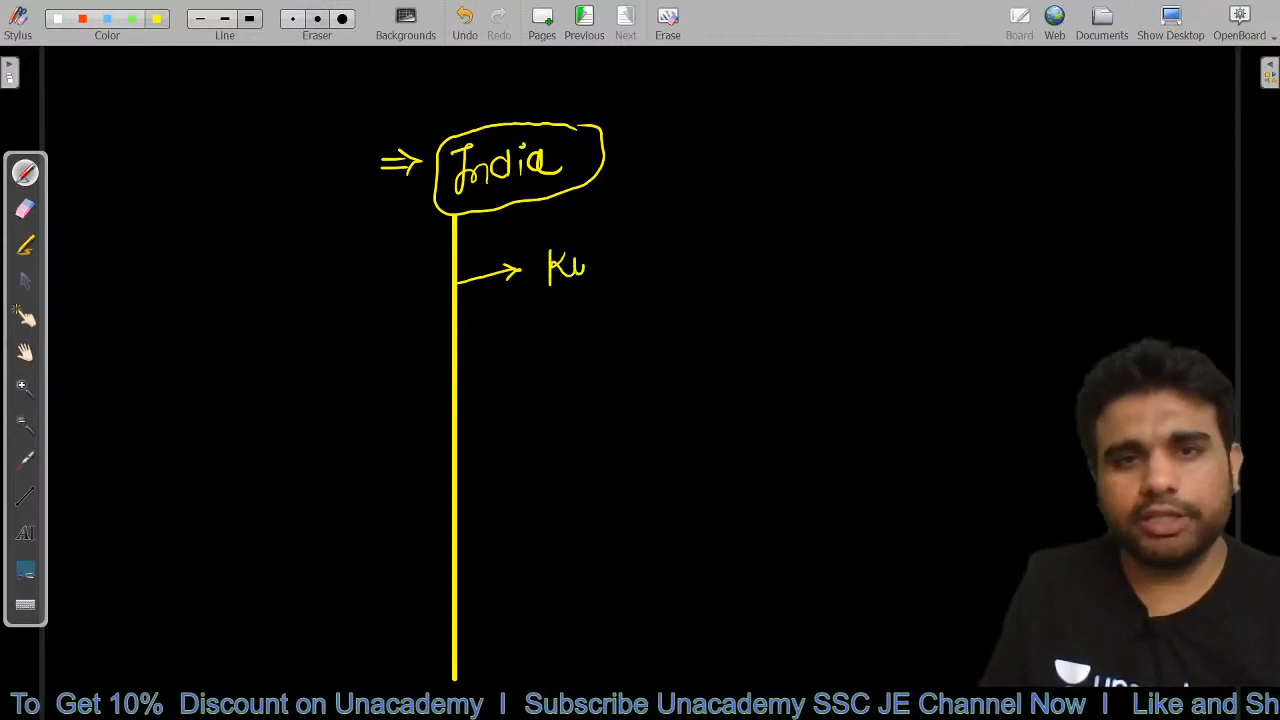 Stylus Color Line Eraser Backgrounds Undo Redo Pages Previous Next Erase Board Web Documents Show Desktop OpenBoard
⇒ India
→ Ku
AI
To Get 10% Discount on Unacademy I Subscribe Unacademy SSC JE Channel Now I Like and Sh